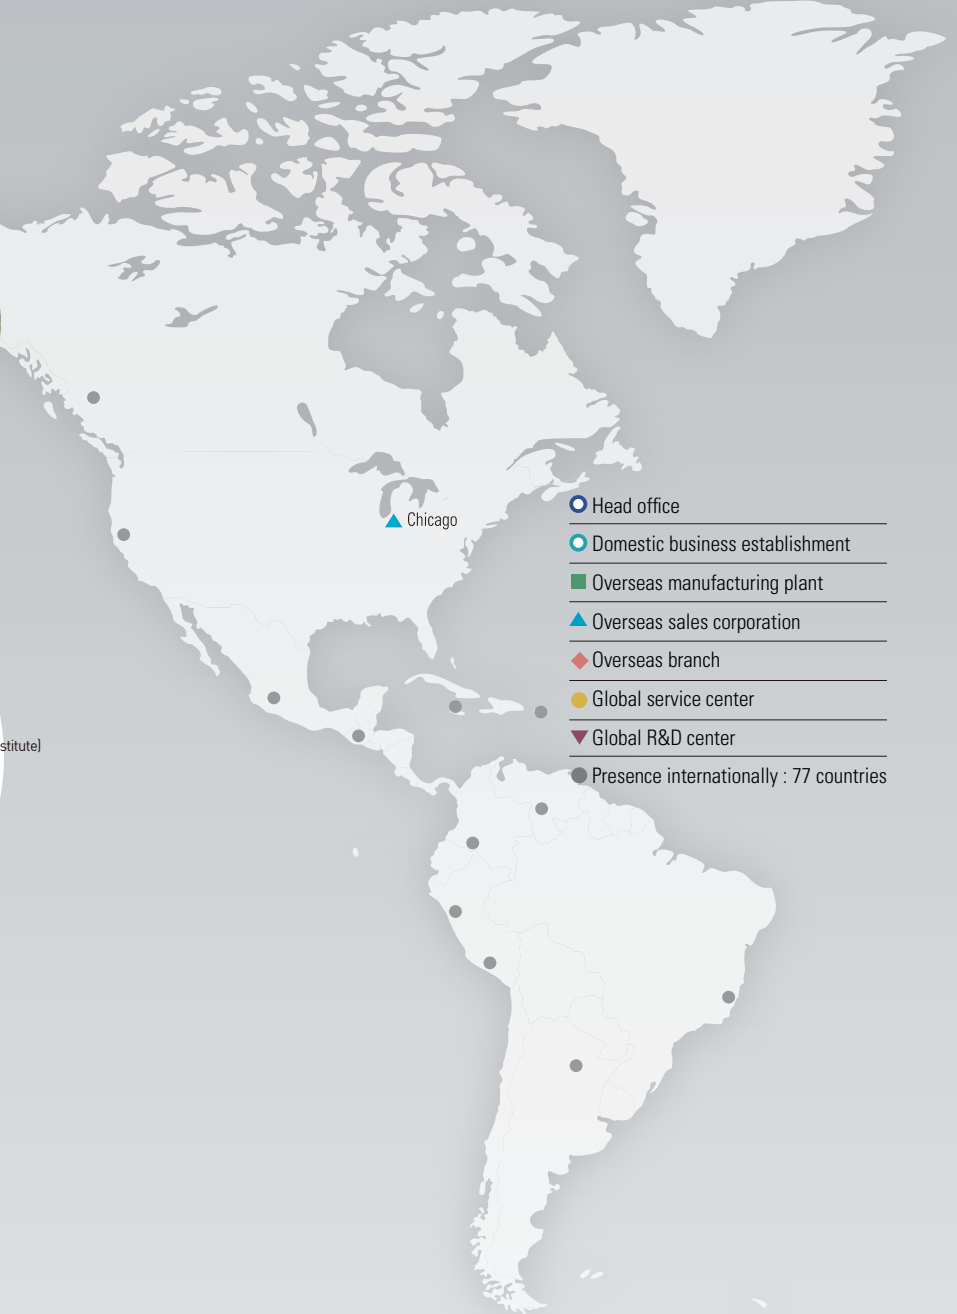 Chicago
Head office
Domestic business establishment
Overseas manufacturing plant
Overseas sales corporation
Overseas branch
Global service center
Global R&D center
Presence internationally : 77 countries
stitute)